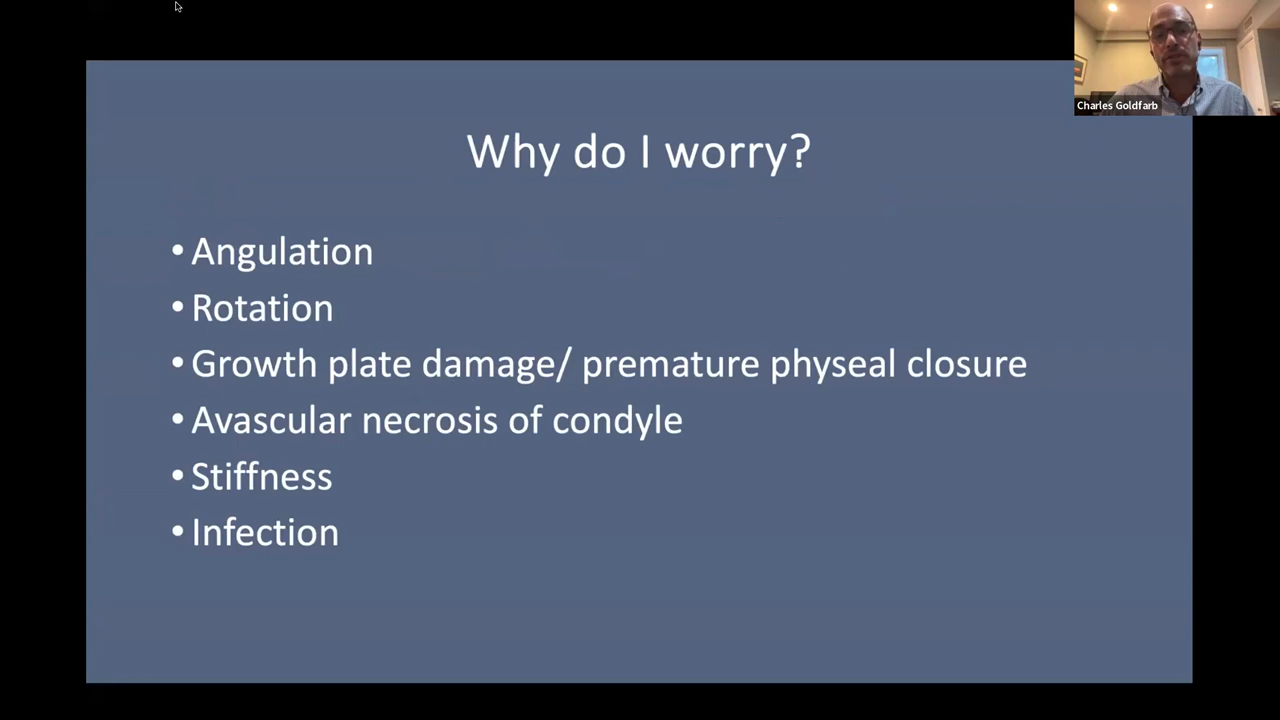 Charles Goldfarb
Why do I worry?
• Angulation
• Rotation
• Growth plate damage/ premature physeal closure
• Avascular necrosis of condyle
• Stiffness
• Infection